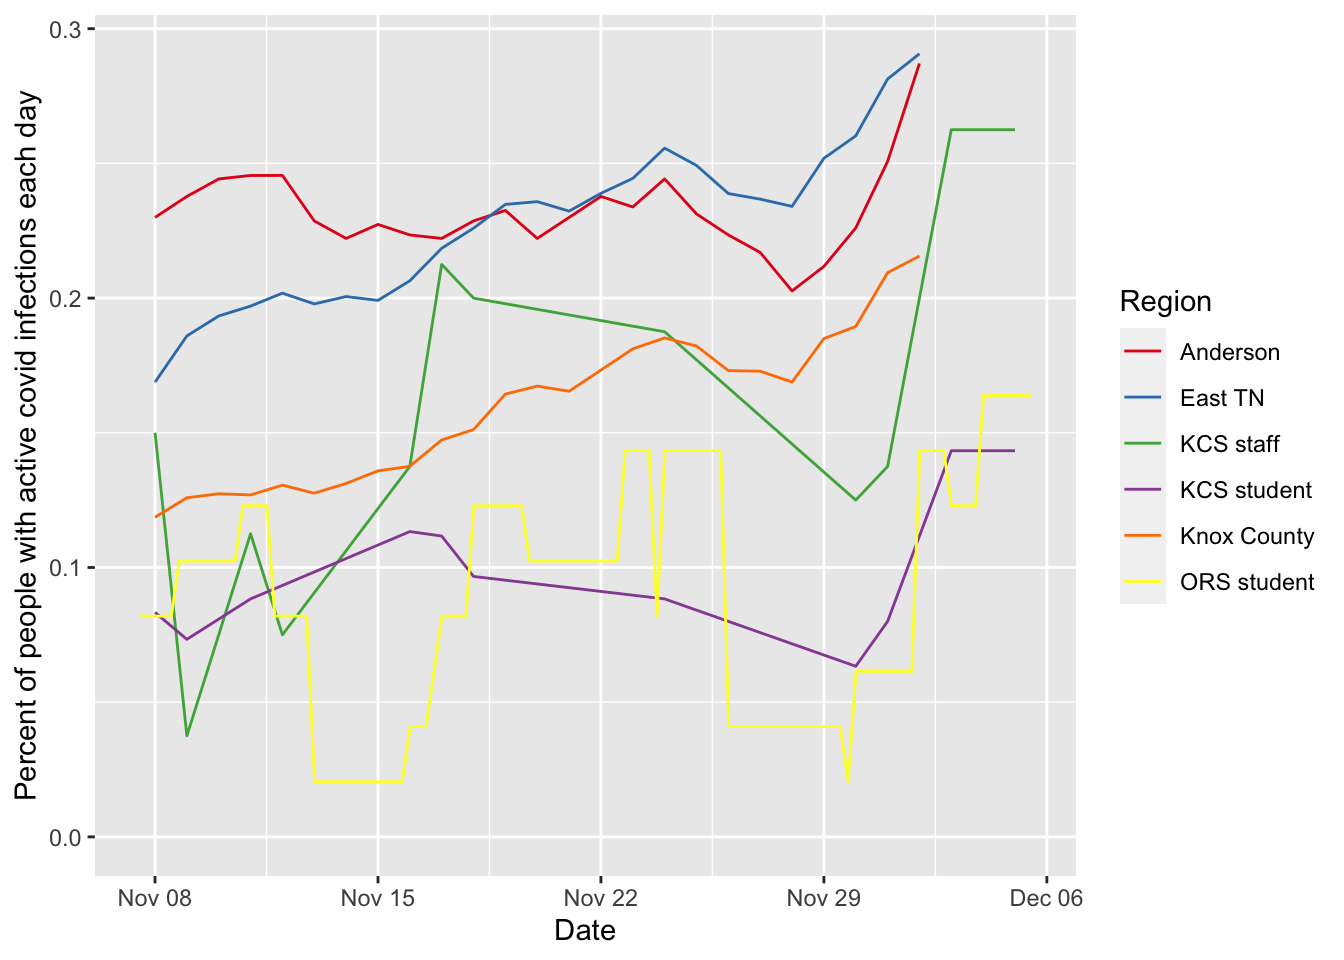 Percent of people with active covid infections each day
0.3
0.2
0.1
0.0
Nov 08
Nov 15
Nov 22
Nov 29
Dec 06
Date
Region
Anderson
East TN
KCS staff
KCS student
Knox County
ORS student